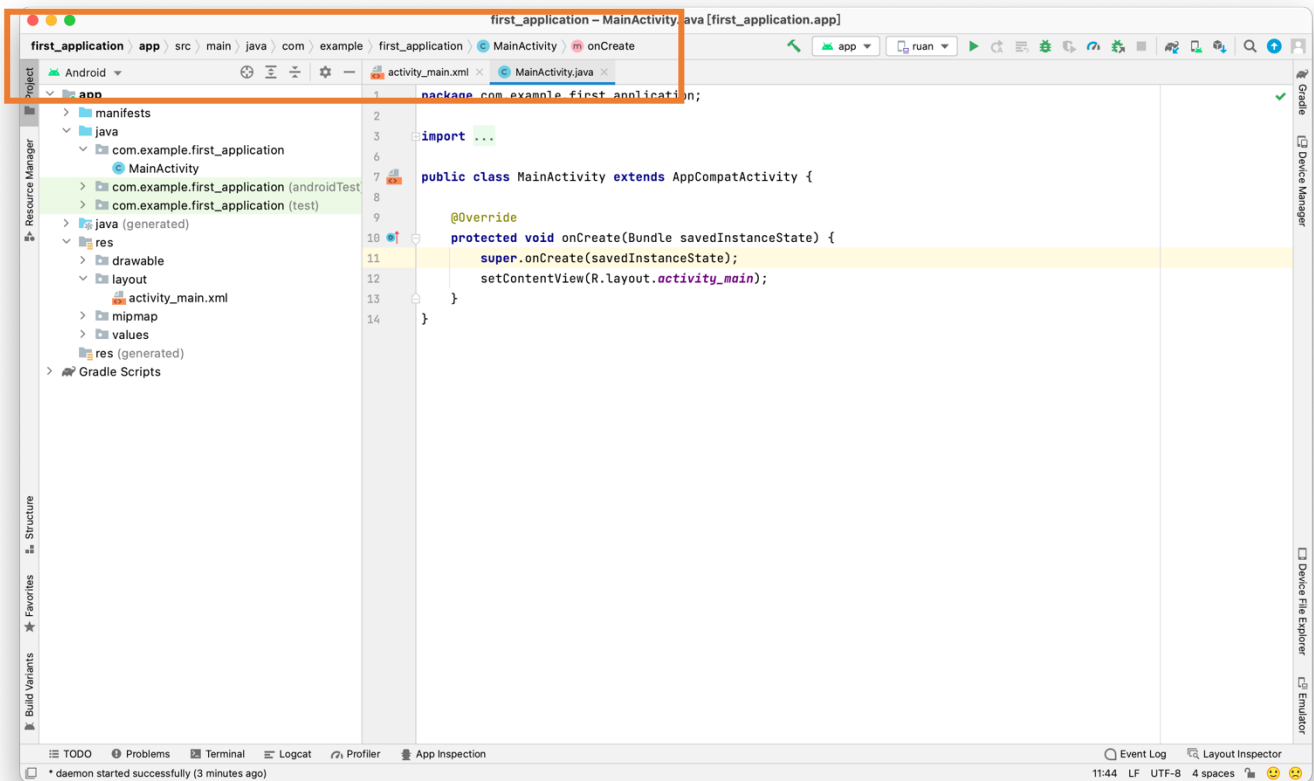 first_application – MainActivity.java [first_application.app]
first_application app src main java com example first_application MainActivity onCreate
app ruan
Project
Android
activity_main.xml MainActivity.java
app
manifests
java
com.example.first_application
MainActivity
com.example.first_application (androidTest
com.example.first_application (test)
java (generated)
res
drawable
layout
activity_main.xml
mipmap
values
res (generated)
Gradle Scripts
Resource Manager
Structure
Favorites
Build Variants
1 package com.example.first_application;
2
3 import ...
6
7 public class MainActivity extends AppCompatActivity {
8
9 @Override
10 protected void onCreate(Bundle savedInstanceState) {
11 super.onCreate(savedInstanceState);
12 setContentView(R.layout.activity_main);
13 }
14 }
Gradle
Device Manager
Device File Explorer
Emulator
TODO Problems Terminal Logcat Profiler App Inspection Event Log Layout Inspector
* daemon started successfully (3 minutes ago) 11:44 LF UTF-8 4 spaces